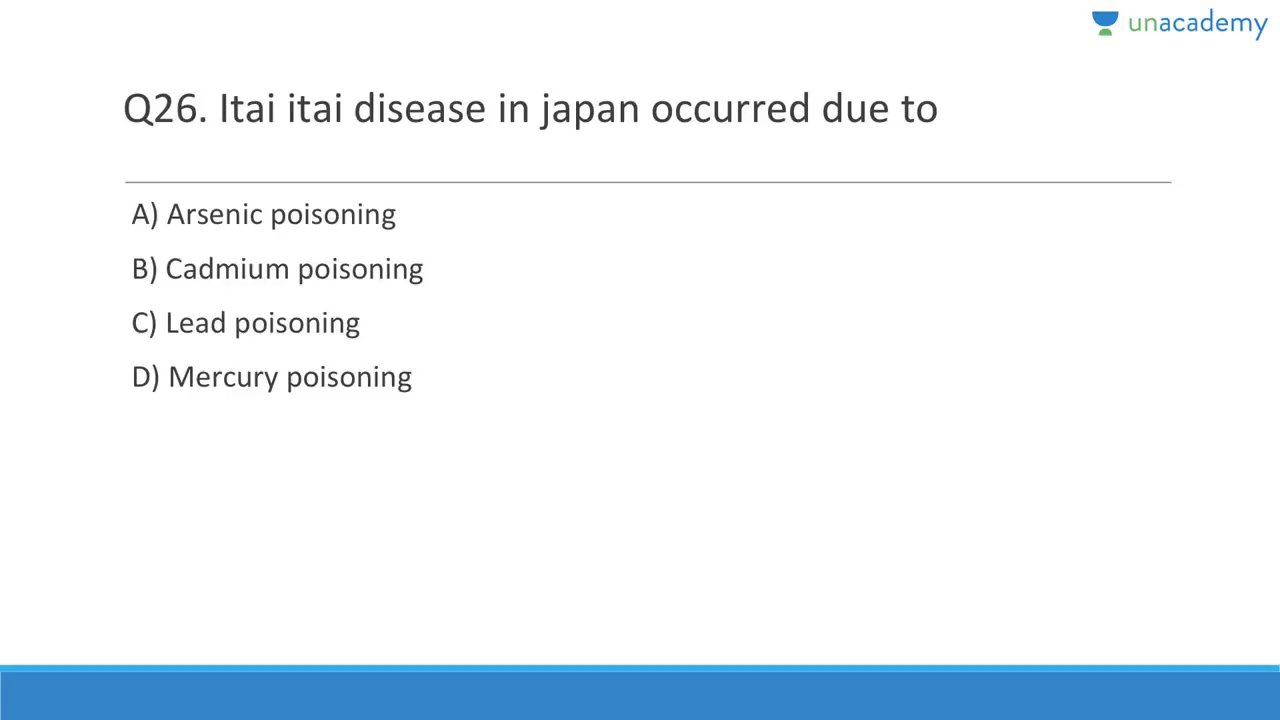 unacademy
Q26. Itai itai disease in japan occurred due to
A) Arsenic poisoning
B) Cadmium poisoning
C) Lead poisoning
D) Mercury poisoning